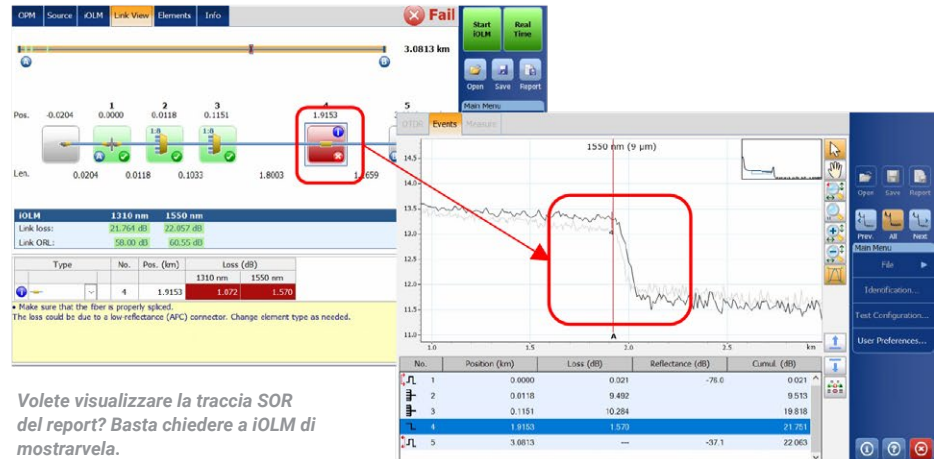 OPM Source iOLM Link View Elements Info
Fail
Start iOLM
Real Time
Open Save Report
Main Menu
3.0813 km
A B
1 2 3 4 5
Pos. -0.0204 0.0000 0.0118 0.1151 1.9153
1:8 1:8
A
Len. 0.0204 0.0118 0.1033 1.8003
iOLM 1310 nm 1550 nm
Link loss: 21.764 dB 22.057 dB
Link ORL: 58.00 dB 60.55 dB
Type No. Pos. (km) Loss (dB)
1310 nm 1550 nm
4 1.9153 1.072 1.570
• Make sure that the fiber is properly spliced.
The loss could be due to a low-reflectance (APC) connector. Change element type as needed.
Volete visualizzare la traccia SOR
del report? Basta chiedere a iOLM di
mostrarvela.
OTDR Events Measure
1550 nm (9 µm)
14.5
14.0
13.5
13.0
12.5
12.0
11.5
11.0
1.0 1.5 2.0 2.5 km
A
No. Position (km) Loss (dB) Reflectance (dB) Cumul. (dB)
1 0.0000 0.021 -76.0 0.021
2 0.0118 9.492 9.513
3 0.1151 10.284 19.818
4 1.9153 1.570 21.751
5 3.0813 --- -37.1 22.063
Open Save Report
Prev. All Next
Main Menu
File
Identification...
Test Configuration...
User Preferences...